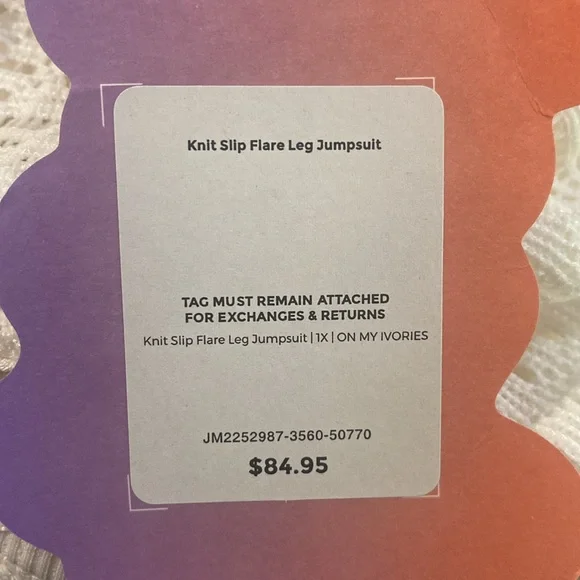 Knit Slip Flare Leg Jumpsuit
TAG MUST REMAIN ATTACHED
FOR EXCHANGES & RETURNS
Knit Slip Flare Leg Jumpsuit | 1X | ON MY IVORIES
JM2252987-3560-50770
$84.95